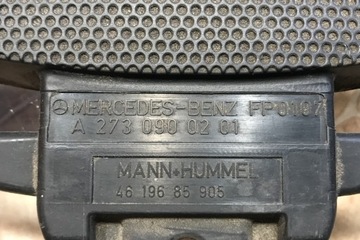 MERCEDES-BENZ FP0107
A 273 090 02 01
MANN+HUMMEL
46 196 85 905